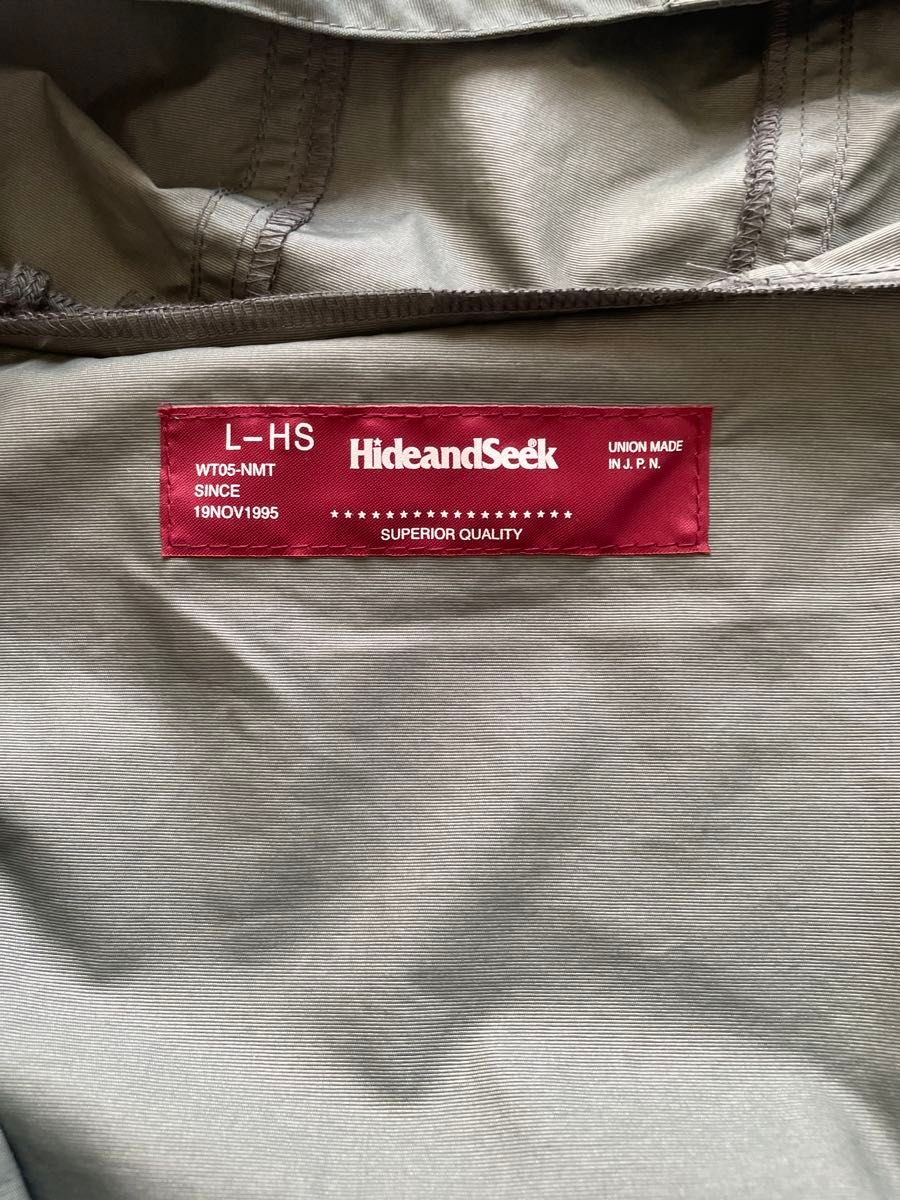 L-HS
WT05-NMT
SINCE
19NOV1995
HideandSeek
SUPERIOR QUALITY
UNION MADE
IN J. P. N.